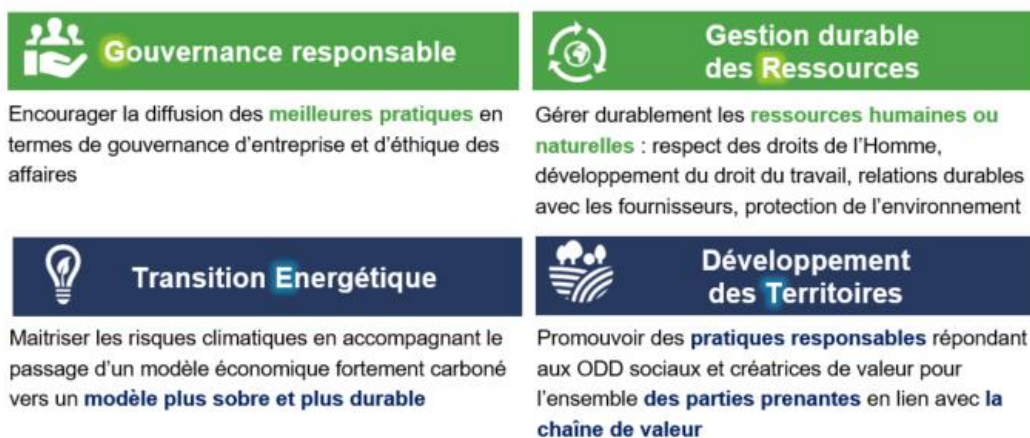 Gouvernance responsable
Encourager la diffusion des meilleures pratiques en
termes de gouvernance d'entreprise et d'éthique des
affaires
Gestion durable
des Ressources
Gérer durablement les ressources humaines ou
naturelles : respect des droits de l'Homme,
développement du droit du travail, relations durables
avec les fournisseurs, protection de l'environnement
Transition Energétique
Maitriser les risques climatiques en accompagnant le
passage d'un modèle économique fortement carboné
vers un modèle plus sobre et plus durable
Développement
des Territoires
Promouvoir des pratiques responsables répondant
aux ODD sociaux et créatrices de valeur pour
l'ensemble des parties prenantes en lien avec la
chaîne de valeur